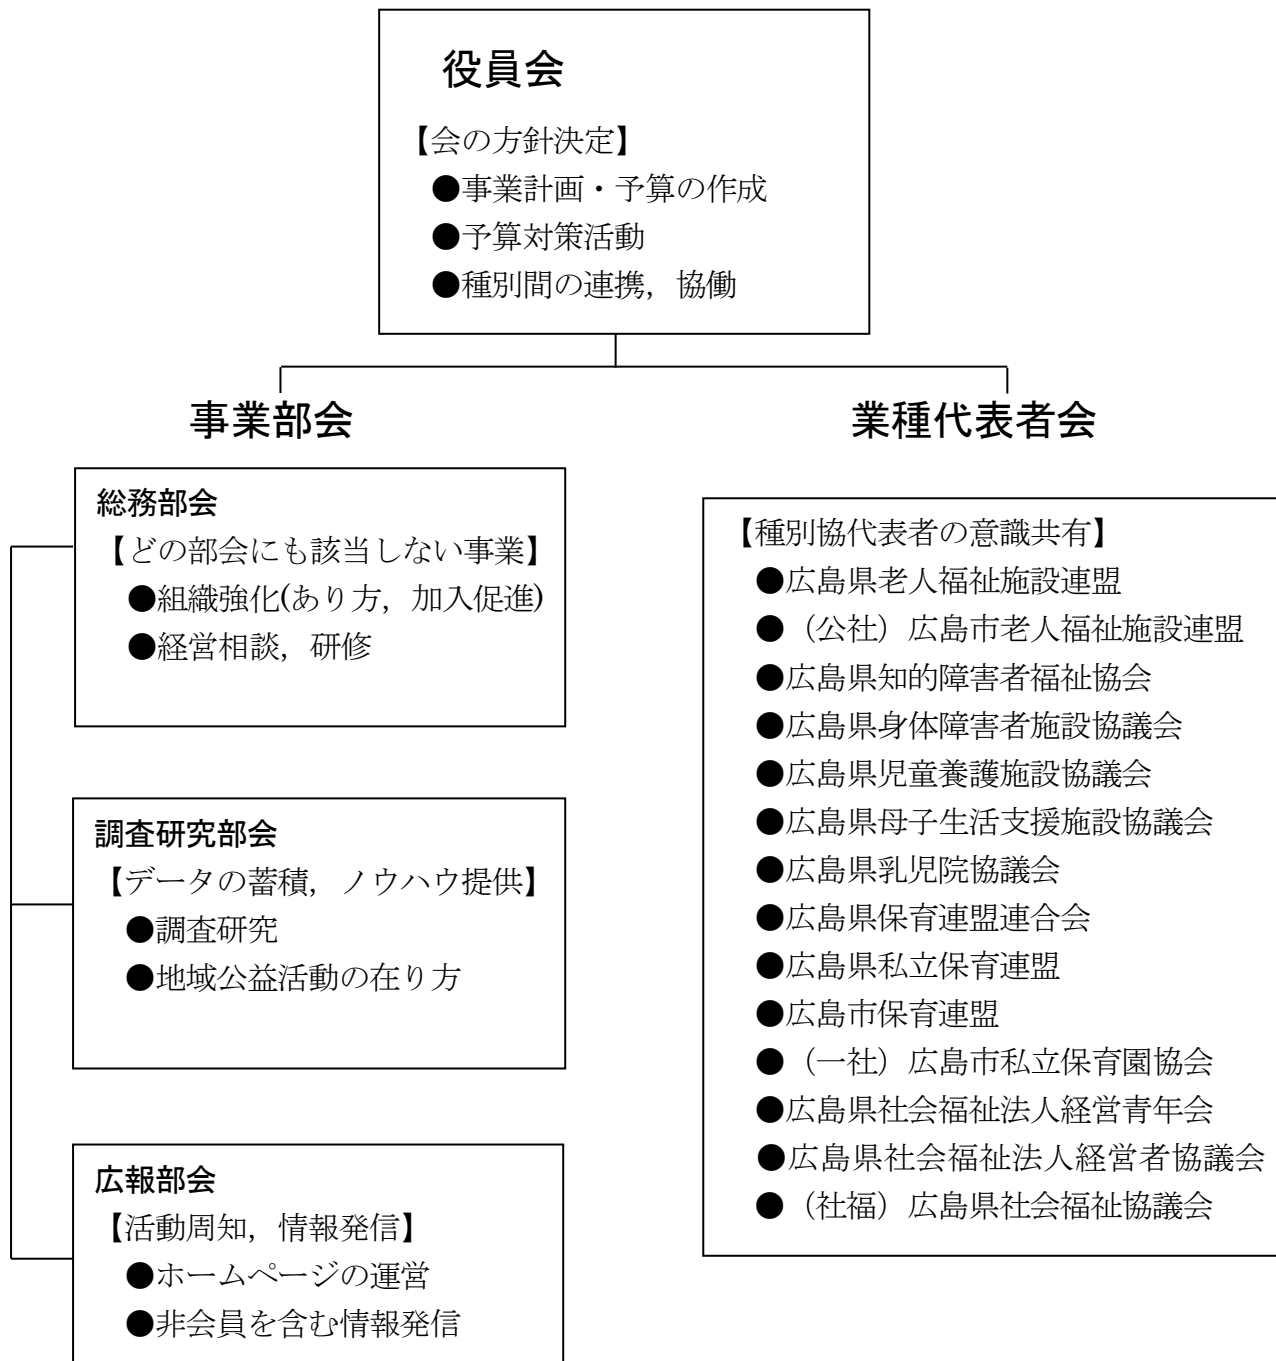 役員会
【会の方針決定】
●事業計画・予算の作成
●予算対策活動
●種別間の連携，協働
事業部会
総務部会
【どの部会にも該当しない事業】
●組織強化(あり方，加入促進)
●経営相談，研修
調査研究部会
【データの蓄積，ノウハウ提供】
●調査研究
●地域公益活動の在り方
広報部会
【活動周知，情報発信】
●ホームページの運営
●非会員を含む情報発信
業種代表者会
【種別協代表者の意識共有】
●広島県老人福祉施設連盟
●（公社）広島市老人福祉施設連盟
●広島県知的障害者福祉協会
●広島県身体障害者施設協議会
●広島県児童養護施設協議会
●広島県母子生活支援施設協議会
●広島県乳児院協議会
●広島県保育連盟連合会
●広島県私立保育連盟
●広島市保育連盟
●（一社）広島市私立保育園協会
●広島県社会福祉法人経営青年会
●広島県社会福祉法人経営者協議会
●（社福）広島県社会福祉協議会